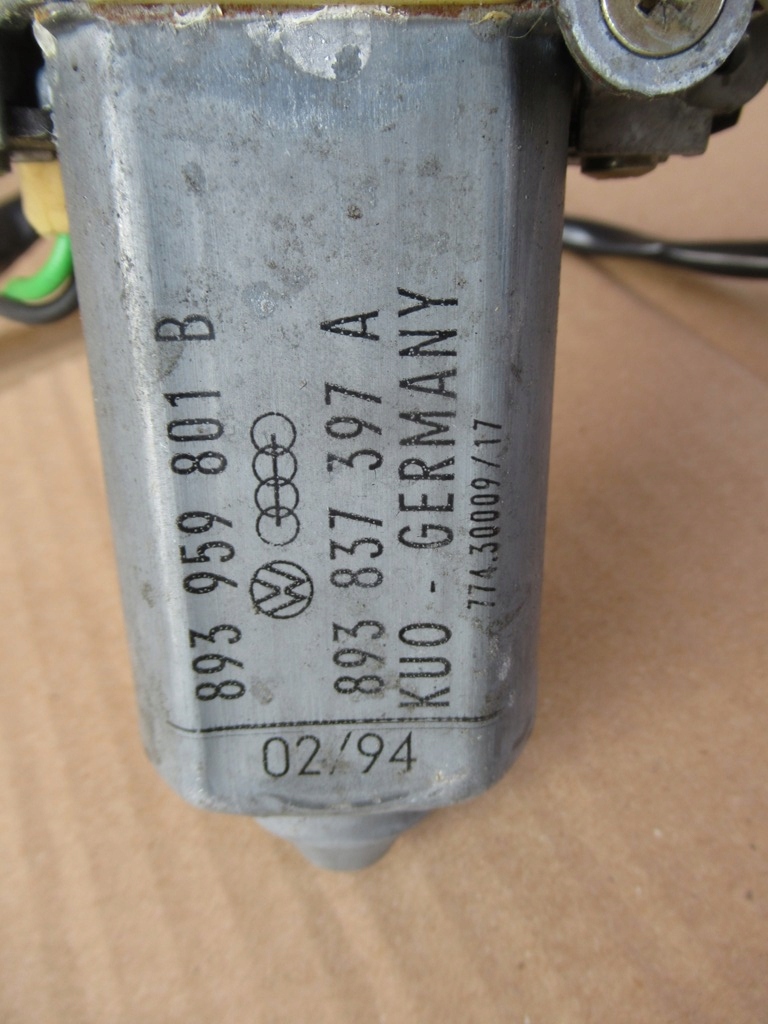 893 959 801 B
893 837 397 A
KUO - GERMANY
774.30009/17
02/94